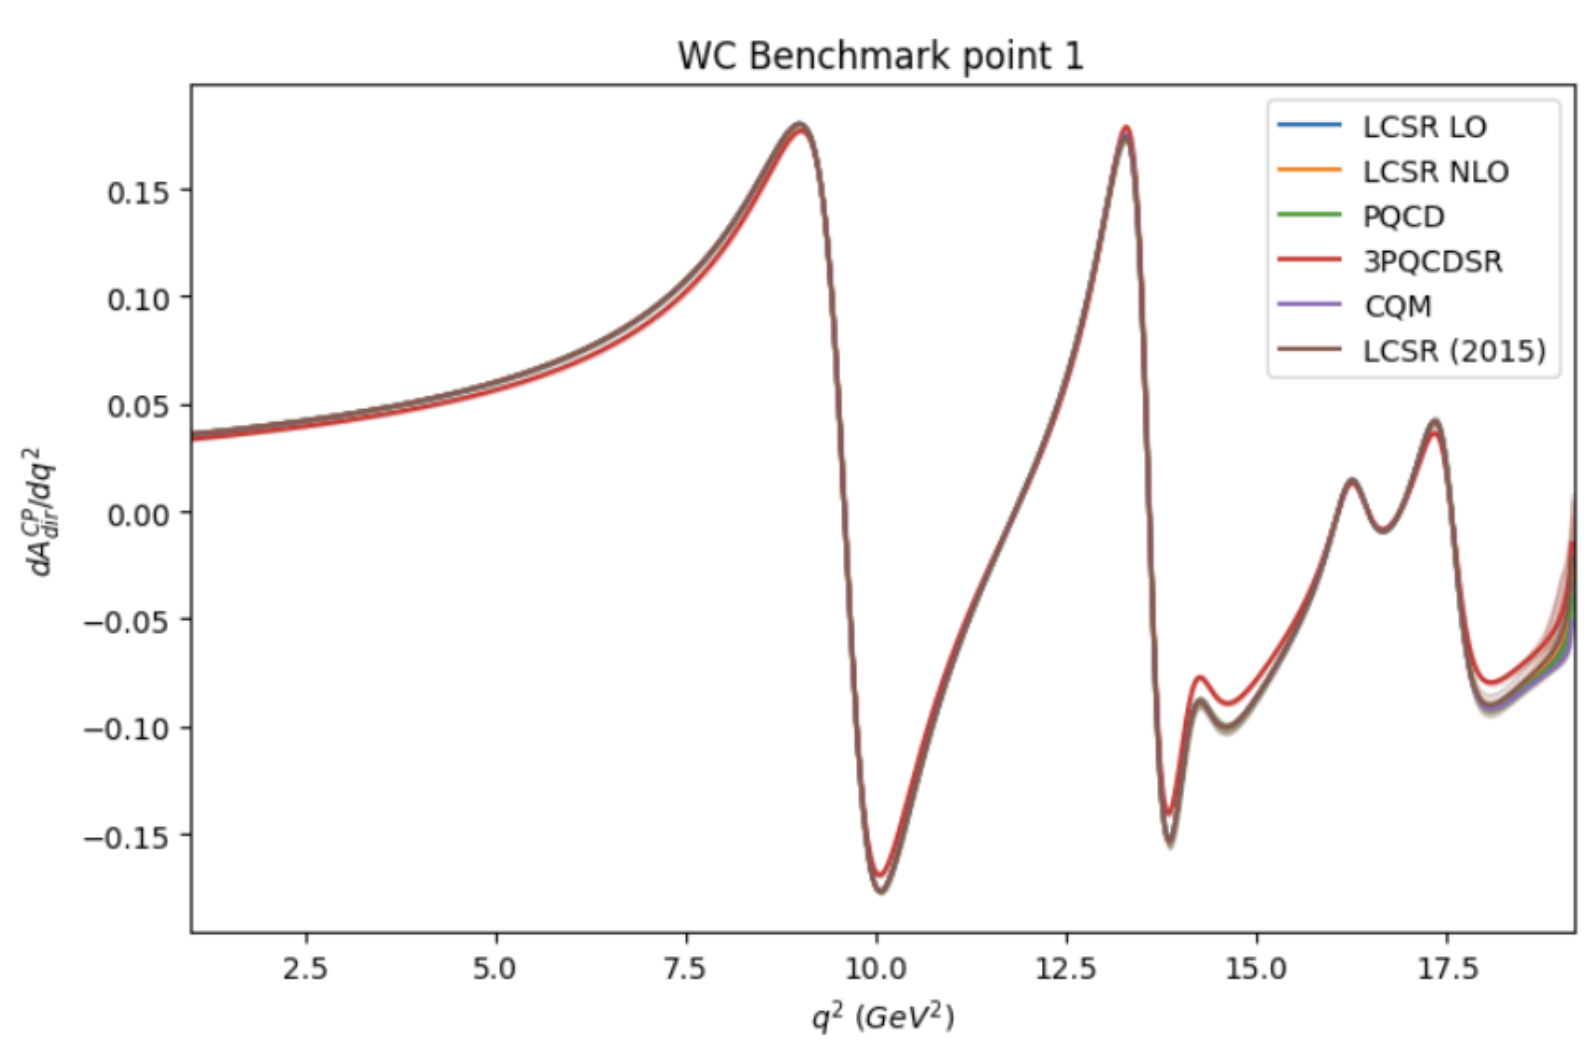 WC Benchmark point 1
LCSR LO
LCSR NLO
PQCD
3PQCDSR
CQM
LCSR (2015)
0.15
0.10
0.05
0.00
−0.05
−0.10
−0.15
dA^{CP}_{dir}/dq^2
2.5 5.0 7.5 10.0 12.5 15.0 17.5
q^2 (GeV^2)